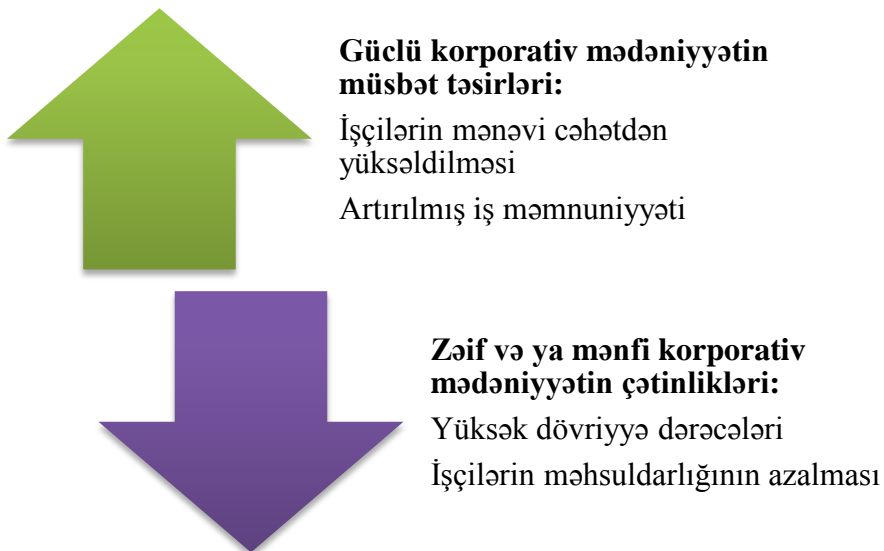 Güclü korporativ mədəniyyətin
müsbət təsirləri:
İşçilərin mənəvi cəhətdən
yüksəldilməsi
Artırılmış iş məmnuniyyəti
Zəif və ya mənfi korporativ
mədəniyyətin çətinlikləri:
Yüksək dövriyyə dərəcələri
İşçilərin məhsuldarlığının azalması